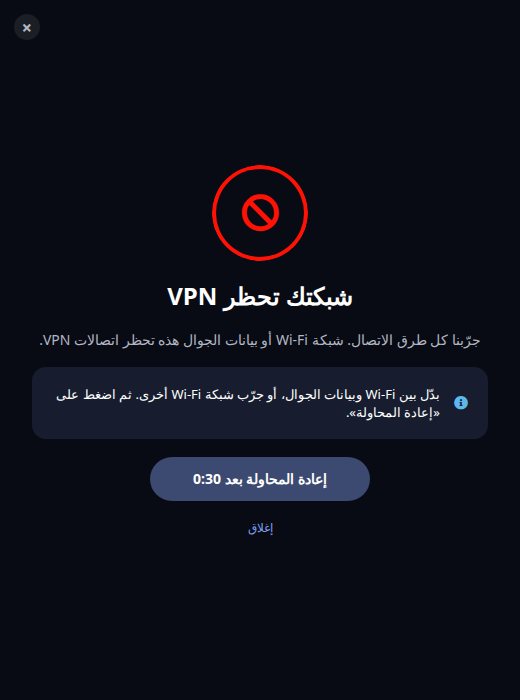 شبكتك تحظر VPN
جرّبنا كل طرق الاتصال. شبكة Wi-Fi أو بيانات الجوال هذه تحظر اتصالات VPN.
بدّل بين Wi-Fi وبيانات الجوال، أو جرّب شبكة Wi-Fi أخرى. ثم اضغط على
«إعادة المحاولة».
إعادة المحاولة بعد 0:30
إغلاق